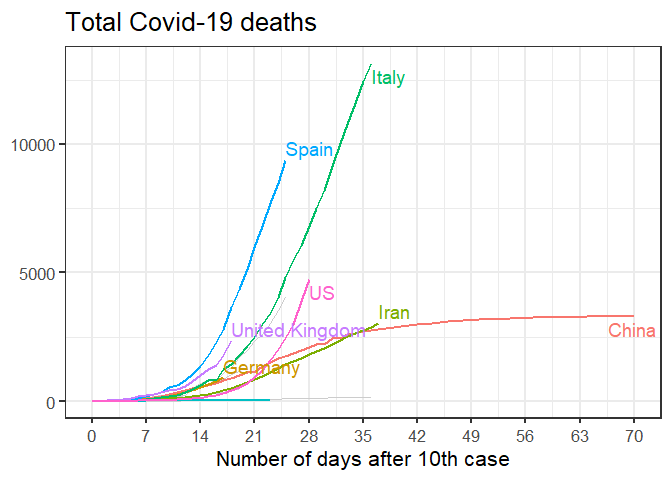 Total Covid-19 deaths
Italy
Spain
US
Iran
United Kingdom
China
Germany
10000
5000
0
0 7 14 21 28 35 42 49 56 63 70
Number of days after 10th case